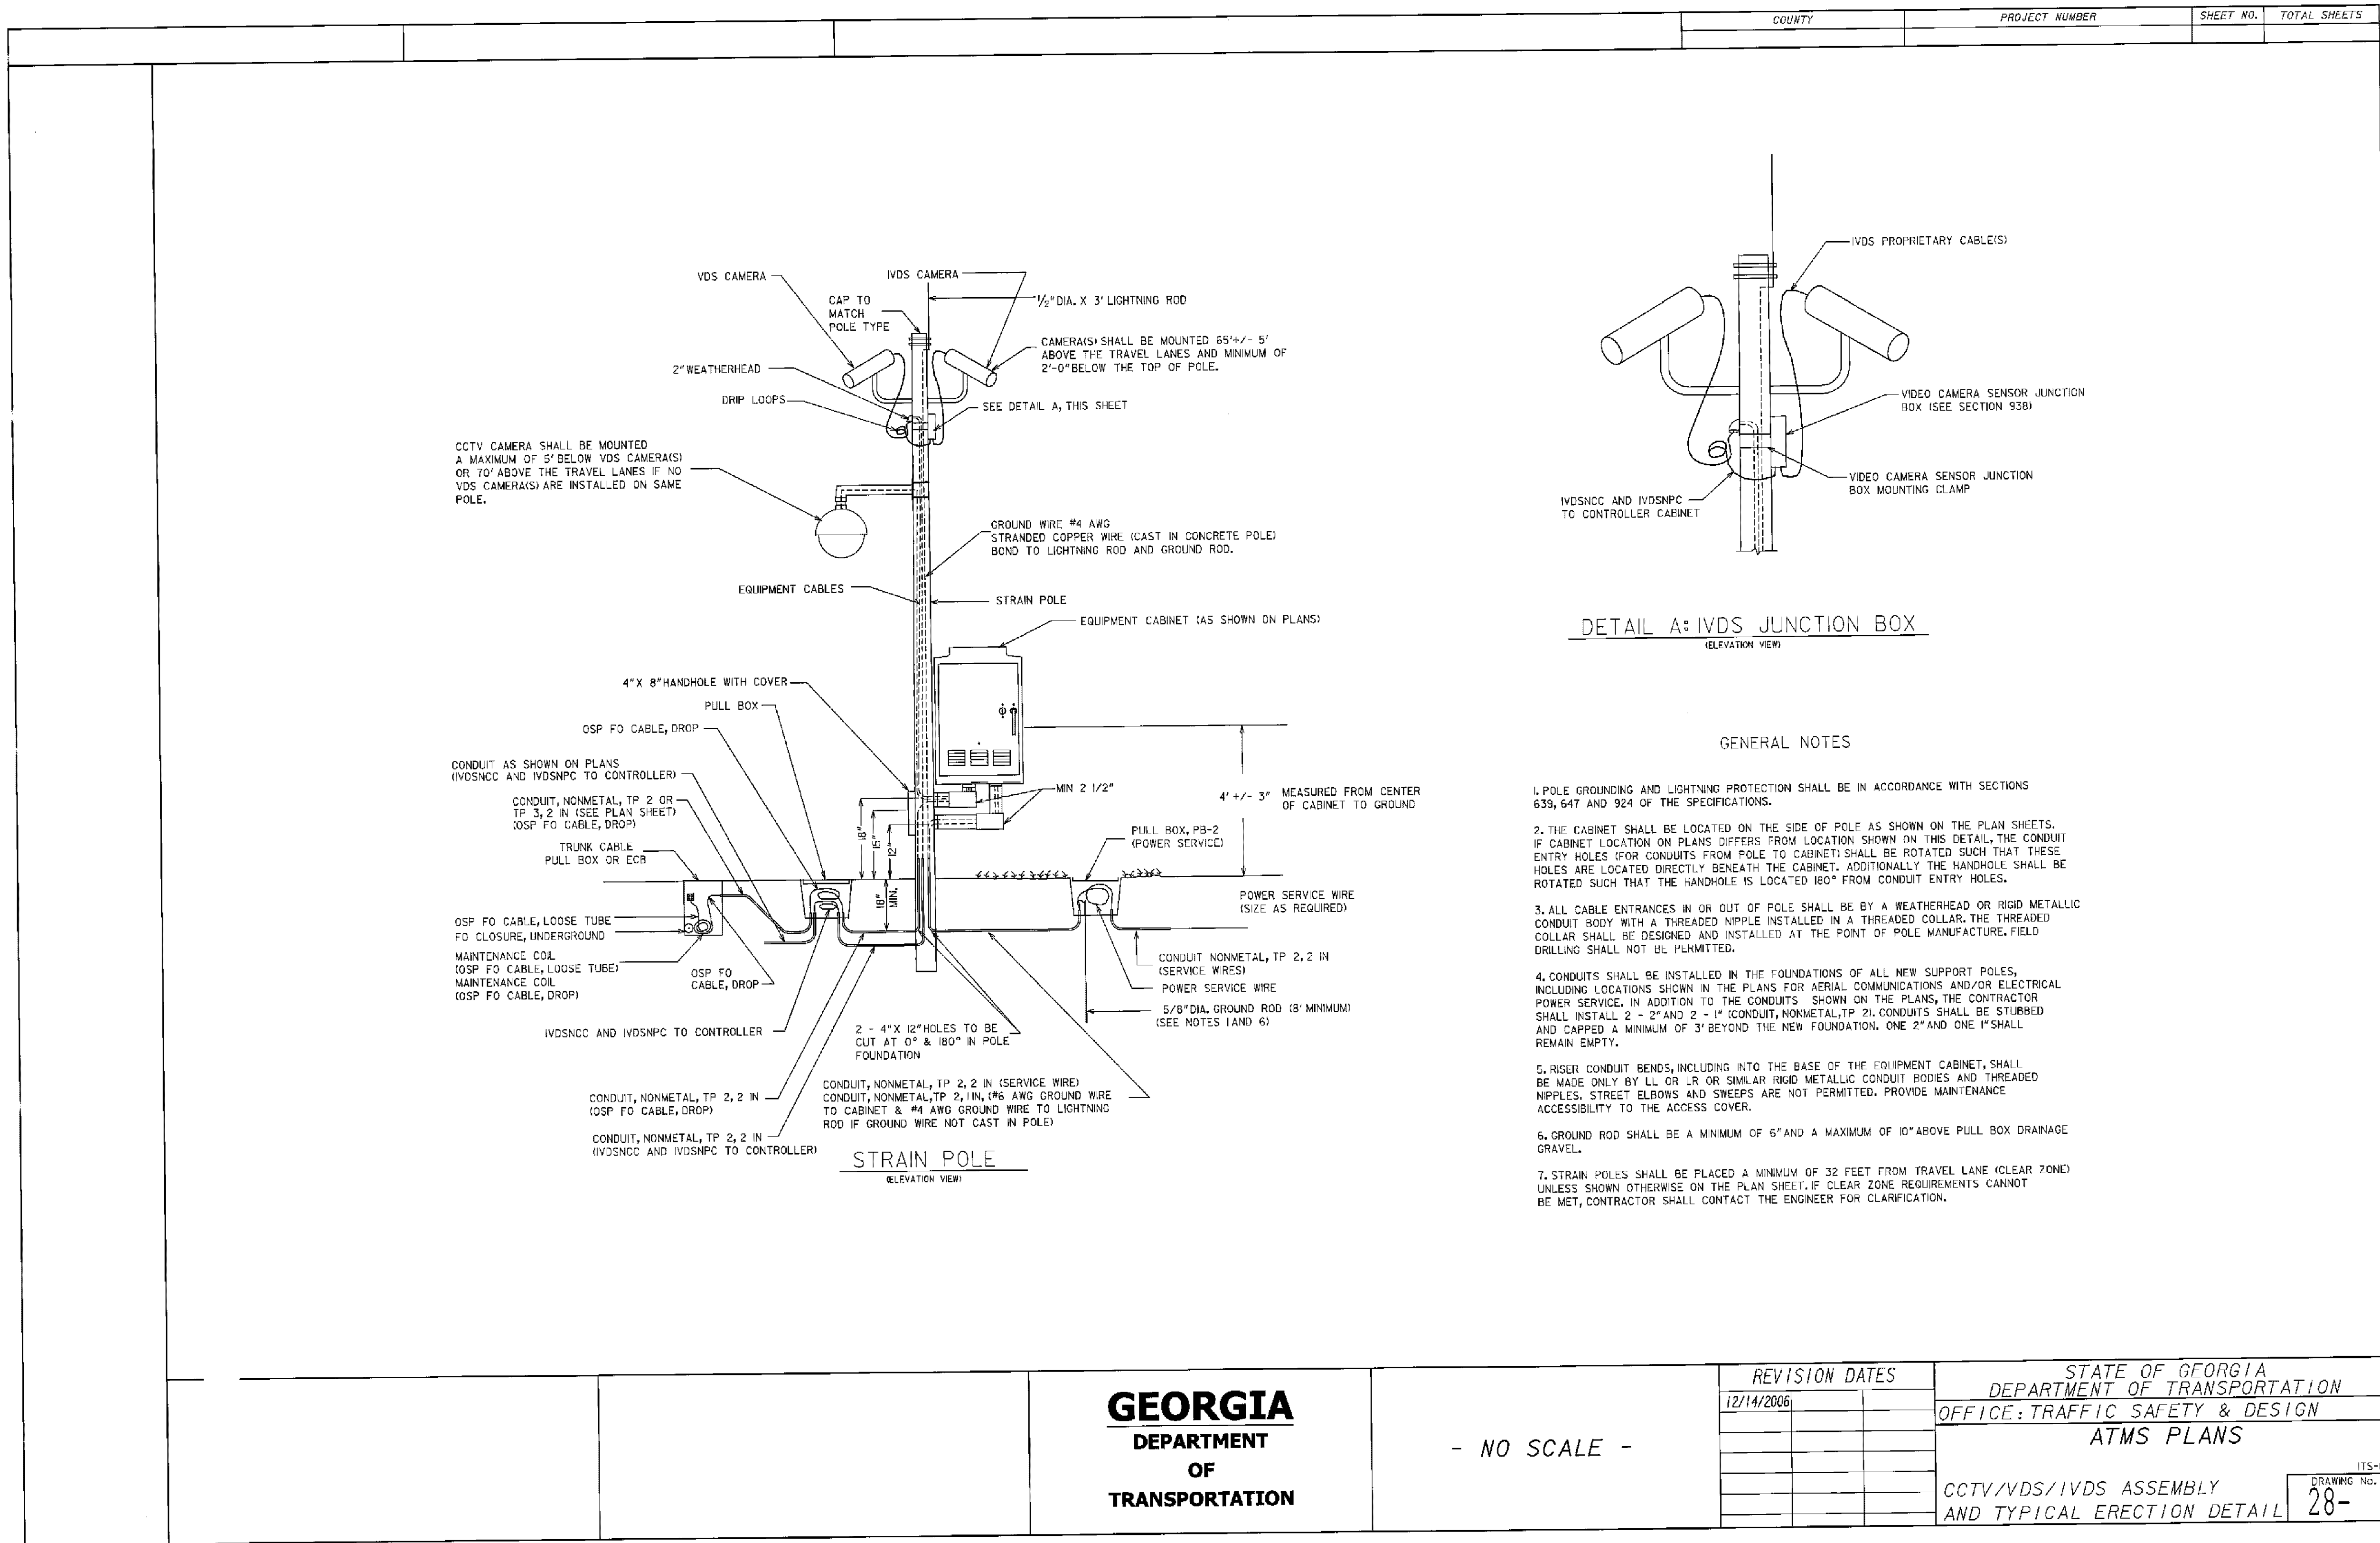 COUNTY
PROJECT NUMBER
SHEET NO.
TOTAL SHEETS
VDS CAMERA
IVDS CAMERA
CAP TO
MATCH
POLE TYPE
1/2" DIA. X 3' LIGHTNING ROD
CAMERA(S) SHALL BE MOUNTED 65'+/- 5'
ABOVE THE TRAVEL LANES AND MINIMUM OF
2'-0" BELOW THE TOP OF POLE.
2" WEATHERHEAD
DRIP LOOPS
SEE DETAIL A, THIS SHEET
CCTV CAMERA SHALL BE MOUNTED
A MAXIMUM OF 5' BELOW VDS CAMERA(S)
OR 70' ABOVE THE TRAVEL LANES IF NO
VDS CAMERA(S) ARE INSTALLED ON SAME
POLE.
GROUND WIRE #4 AWG
STRANDED COPPER WIRE (CAST IN CONCRETE POLE)
BOND TO LIGHTNING ROD AND GROUND ROD.
EQUIPMENT CABLES
STRAIN POLE
EQUIPMENT CABINET (AS SHOWN ON PLANS)
4" X 8" HANDHOLE WITH COVER
PULL BOX
OSP FO CABLE, DROP
CONDUIT AS SHOWN ON PLANS
(IVDSNCC AND IVDSNPC TO CONTROLLER)
CONDUIT, NONMETAL, TP 2 OR
TP 3, 2 IN (SEE PLAN SHEET)
(OSP FO CABLE, DROP)
TRUNK CABLE
PULL BOX OR ECB
MIN 2 1/2"
4' +/- 3"
MEASURED FROM CENTER
OF CABINET TO GROUND
18"
15"
12"
18"
MIN.
PULL BOX, PB-2
(POWER SERVICE)
POWER SERVICE WIRE
(SIZE AS REQUIRED)
OSP FO CABLE, LOOSE TUBE
FO CLOSURE, UNDERGROUND
MAINTENANCE COIL
(OSP FO CABLE, LOOSE TUBE)
MAINTENANCE COIL
(OSP FO CABLE, DROP)
OSP FO
CABLE, DROP
CONDUIT NONMETAL, TP 2, 2 IN
(SERVICE WIRES)
POWER SERVICE WIRE
5/8" DIA. GROUND ROD (8' MINIMUM)
(SEE NOTES 1 AND 6)
IVDSNCC AND IVDSNPC TO CONTROLLER
2 - 4" X 12" HOLES TO BE
CUT AT 0° & 180° IN POLE
FOUNDATION
CONDUIT, NONMETAL, TP 2, 2 IN
(OSP FO CABLE, DROP)
CONDUIT, NONMETAL, TP 2, 2 IN (SERVICE WIRE)
CONDUIT, NONMETAL, TP 2, 1 IN, (#6 AWG GROUND WIRE
TO CABINET & #4 AWG GROUND WIRE TO LIGHTNING
ROD IF GROUND WIRE NOT CAST IN POLE)
CONDUIT, NONMETAL, TP 2, 2 IN
(IVDSNCC AND IVDSNPC TO CONTROLLER)
STRAIN POLE
(ELEVATION VIEW)
IVDS PROPRIETARY CABLE(S)
VIDEO CAMERA SENSOR JUNCTION
BOX (SEE SECTION 938)
VIDEO CAMERA SENSOR JUNCTION
BOX MOUNTING CLAMP
IVDSNCC AND IVDSNPC
TO CONTROLLER CABINET
DETAIL A: IVDS JUNCTION BOX
(ELEVATION VIEW)
GENERAL NOTES
1. POLE GROUNDING AND LIGHTNING PROTECTION SHALL BE IN ACCORDANCE WITH SECTIONS
639, 647 AND 924 OF THE SPECIFICATIONS.
2. THE CABINET SHALL BE LOCATED ON THE SIDE OF POLE AS SHOWN ON THE PLAN SHEETS.
IF CABINET LOCATION ON PLANS DIFFERS FROM LOCATION SHOWN ON THIS DETAIL, THE CONDUIT
ENTRY HOLES (FOR CONDUITS FROM POLE TO CABINET) SHALL BE ROTATED SUCH THAT THESE
HOLES ARE LOCATED DIRECTLY BENEATH THE CABINET. ADDITIONALLY THE HANDHOLE SHALL BE
ROTATED SUCH THAT THE HANDHOLE IS LOCATED 180° FROM CONDUIT ENTRY HOLES.
3. ALL CABLE ENTRANCES IN OR OUT OF POLE SHALL BE BY A WEATHERHEAD OR RIGID METALLIC
CONDUIT BODY WITH A THREADED NIPPLE INSTALLED IN A THREADED COLLAR. THE THREADED
COLLAR SHALL BE DESIGNED AND INSTALLED AT THE POINT OF POLE MANUFACTURE. FIELD
DRILLING SHALL NOT BE PERMITTED.
4. CONDUITS SHALL BE INSTALLED IN THE FOUNDATIONS OF ALL NEW SUPPORT POLES,
INCLUDING LOCATIONS SHOWN IN THE PLANS FOR AERIAL COMMUNICATIONS AND/OR ELECTRICAL
POWER SERVICE. IN ADDITION TO THE CONDUITS SHOWN ON THE PLANS, THE CONTRACTOR
SHALL INSTALL 2 - 2" AND 2 - 1" (CONDUIT, NONMETAL, TP 2). CONDUITS SHALL BE STUBBED
AND CAPPED A MINIMUM OF 3' BEYOND THE NEW FOUNDATION. ONE 2" AND ONE 1" SHALL
REMAIN EMPTY.
5. RISER CONDUIT BENDS, INCLUDING INTO THE BASE OF THE EQUIPMENT CABINET, SHALL
BE MADE ONLY BY LL OR LR OR SIMILAR RIGID METALLIC CONDUIT BODIES AND THREADED
NIPPLES. STREET ELBOWS AND SWEEPS ARE NOT PERMITTED. PROVIDE MAINTENANCE
ACCESSIBILITY TO THE ACCESS COVER.
6. GROUND ROD SHALL BE A MINIMUM OF 6" AND A MAXIMUM OF 10" ABOVE PULL BOX DRAINAGE
GRAVEL.
7. STRAIN POLES SHALL BE PLACED A MINIMUM OF 32 FEET FROM TRAVEL LANE (CLEAR ZONE)
UNLESS SHOWN OTHERWISE ON THE PLAN SHEET. IF CLEAR ZONE REQUIREMENTS CANNOT
BE MET, CONTRACTOR SHALL CONTACT THE ENGINEER FOR CLARIFICATION.
GEORGIA
DEPARTMENT
OF
TRANSPORTATION
- NO SCALE -
REVISION DATES
12/14/2006
STATE OF GEORGIA
DEPARTMENT OF TRANSPORTATION
OFFICE: TRAFFIC SAFETY & DESIGN
ATMS PLANS
CCTV/VDS/IVDS ASSEMBLY
AND TYPICAL ERECTION DETAIL
DRAWING No.
28-